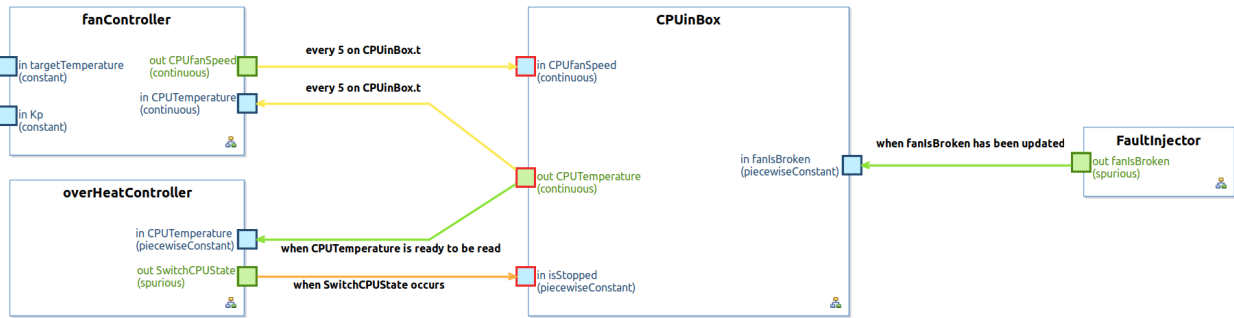 fanController
in targetTemperature
(constant)
out CPUfanSpeed
(continuous)
in CPUTemperature
(continuous)
in Kp
(constant)
every 5 on CPUinBox.t
every 5 on CPUinBox.t
overHeatController
in CPUTemperature
(piecewiseConstant)
out SwitchCPUState
(spurious)
when CPUTemperature is ready to be read
when SwitchCPUState occurs
CPUinBox
in CPUfanSpeed
(continuous)
out CPUTemperature
(continuous)
in isStopped
(piecewiseConstant)
in fanIsBroken
(piecewiseConstant)
when fanIsBroken has been updated
FaultInjector
out fanIsBroken
(spurious)